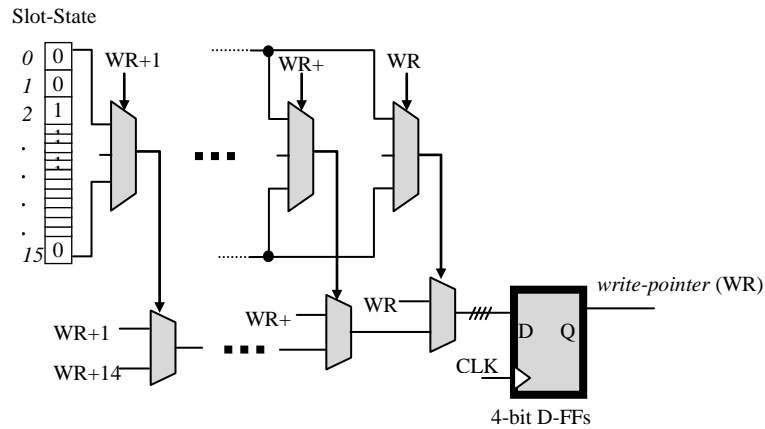 Slot-State
0 0
WR+1
WR+
WR
1 0
2 1
.
.
.
15 0
write-pointer (WR)
WR+
WR
WR+1
D Q
WR+14
CLK
4-bit D-FFs